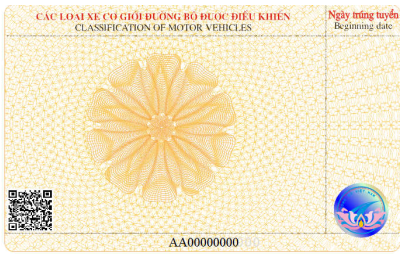 CÁC LOẠI XE CƠ GIỚI ĐƯỜNG BỘ ĐƯỢC ĐIỀU KHIỂN
CLASSIFICATION OF MOTOR VEHICLES
Ngày trúng tuyển
Beginning date
AA00000000